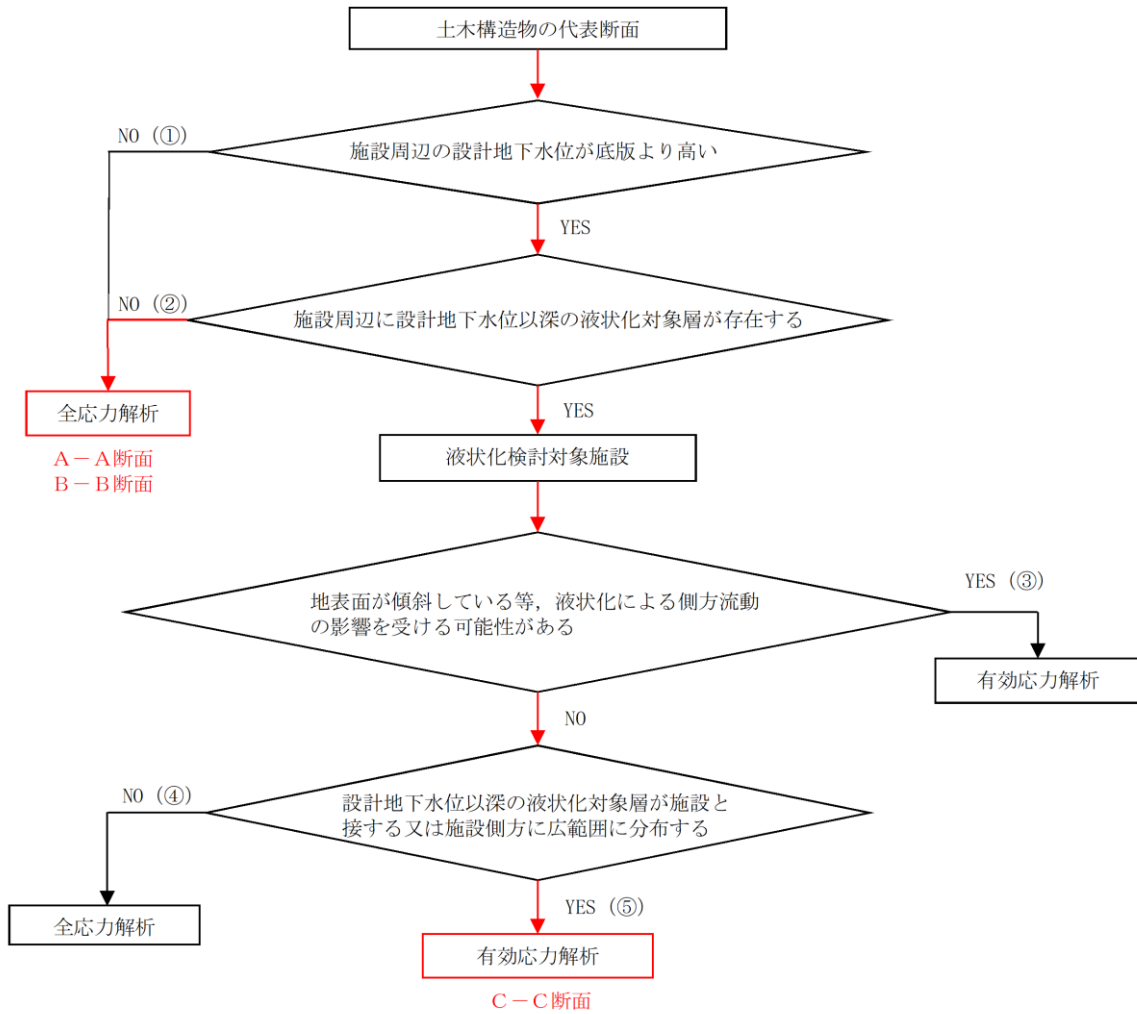 土木構造物の代表断面
NO (①)
施設周辺の設計地下水位が底版より高い
YES
NO (②)
施設周辺に設計地下水位以深の液状化対象層が存在する
全応力解析
YES
A-A断面
B-B断面
液状化検討対象施設
地表面が傾斜している等，液状化による側方流動
の影響を受ける可能性がある
YES (③)
有効応力解析
NO
NO (④)
設計地下水位以深の液状化対象層が施設と
接する又は施設側方に広範囲に分布する
全応力解析
YES (⑤)
有効応力解析
C-C断面